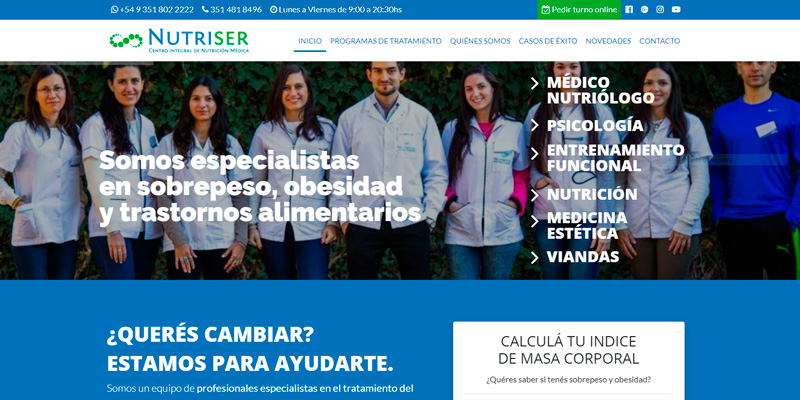 +54 9 351 802 2222
351 481 8496
Lunes a Viernes de 9:00 a 20:30hs
Pedir turno online
NUTRISER
CENTRO INTEGRAL DE NUTRICIÓN MÉDICA
INICIO
PROGRAMAS DE TRATAMIENTO
QUIÉNES SOMOS
CASOS DE ÉXITO
NOVEDADES
CONTACTO
Somos especialistas
en sobrepeso, obesidad
y trastornos alimentarios
MÉDICO
NUTRIÓLOGO
PSICOLOGÍA
ENTRENAMIENTO
FUNCIONAL
NUTRICIÓN
MEDICINA
ESTÉTICA
VIANDAS
¿QUERÉS CAMBIAR?
ESTAMOS PARA AYUDARTE.
Somos un equipo de profesionales especialistas en el tratamiento del
CALCULÁ TU INDICE
DE MASA CORPORAL
¿Quéres saber si tenés sobrepeso y obesidad?